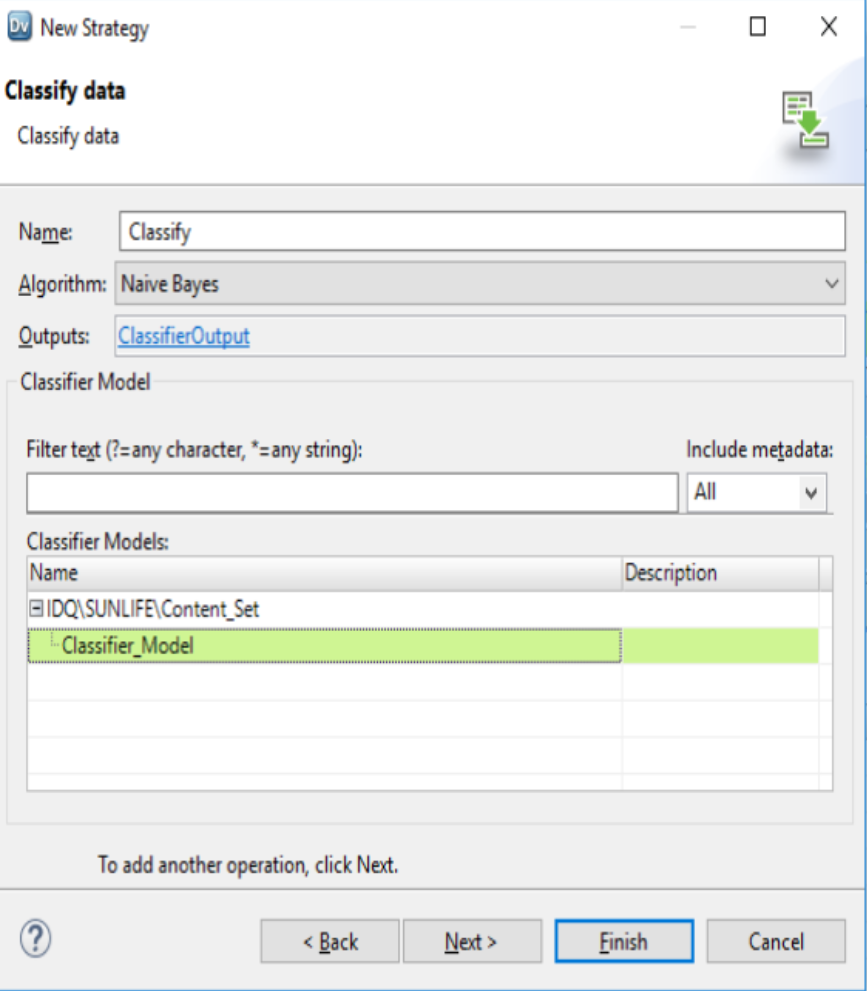 Dv New Strategy
Classify data
Classify data
Name: Classify
Algorithm: Naive Bayes
Outputs: ClassifierOutput
Classifier Model
Filter text (?=any character, *=any string): Include metadata:
All
Classifier Models:
Name Description
IDQ\SUNLIFE\Content_Set
Classifier_Model
To add another operation, click Next.
? < Back Next > Finish Cancel